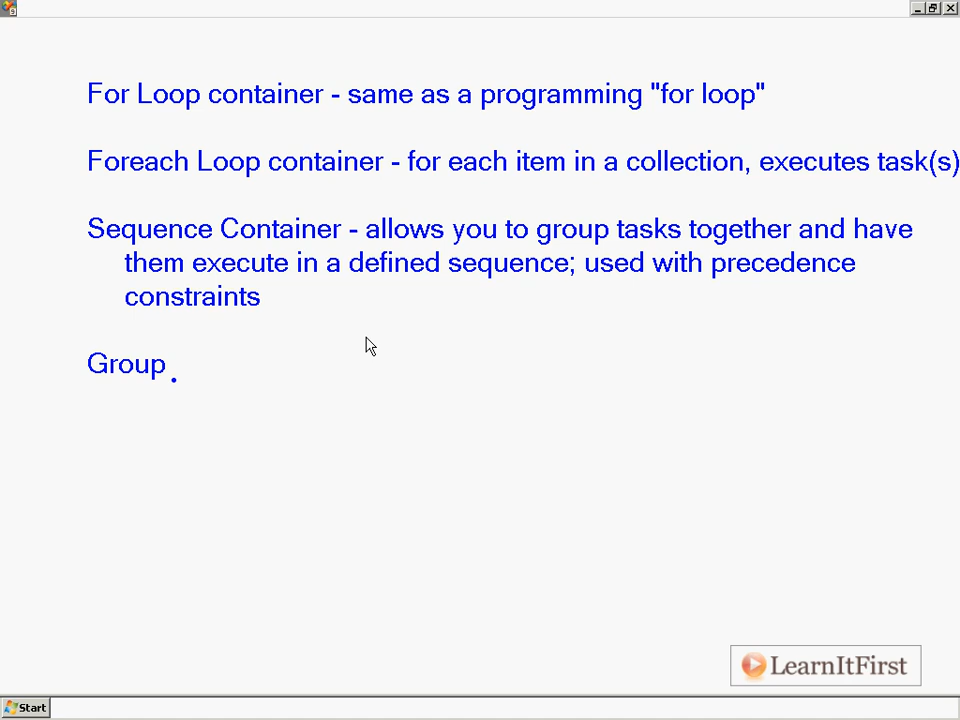 For Loop container - same as a programming "for loop"
Foreach Loop container - for each item in a collection, executes task(s)
Sequence Container - allows you to group tasks together and have
them execute in a defined sequence; used with precedence
constraints
Group .
LearnItFirst
Start